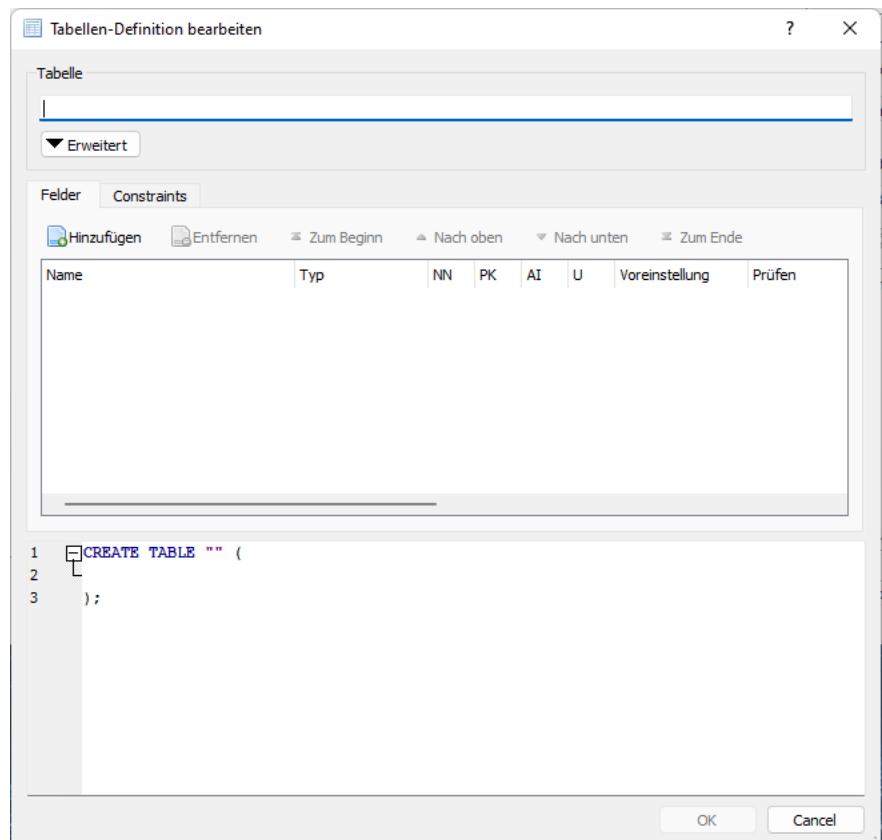 Tabellen-Definition bearbeiten ?
Tabelle
Erweitert
Felder Constraints
Hinzufügen Entfernen Zum Beginn Nach oben Nach unten Zum Ende
Name Typ NN PK AI U Voreinstellung Prüfen
1 CREATE TABLE "" (
2
3 );
OK Cancel